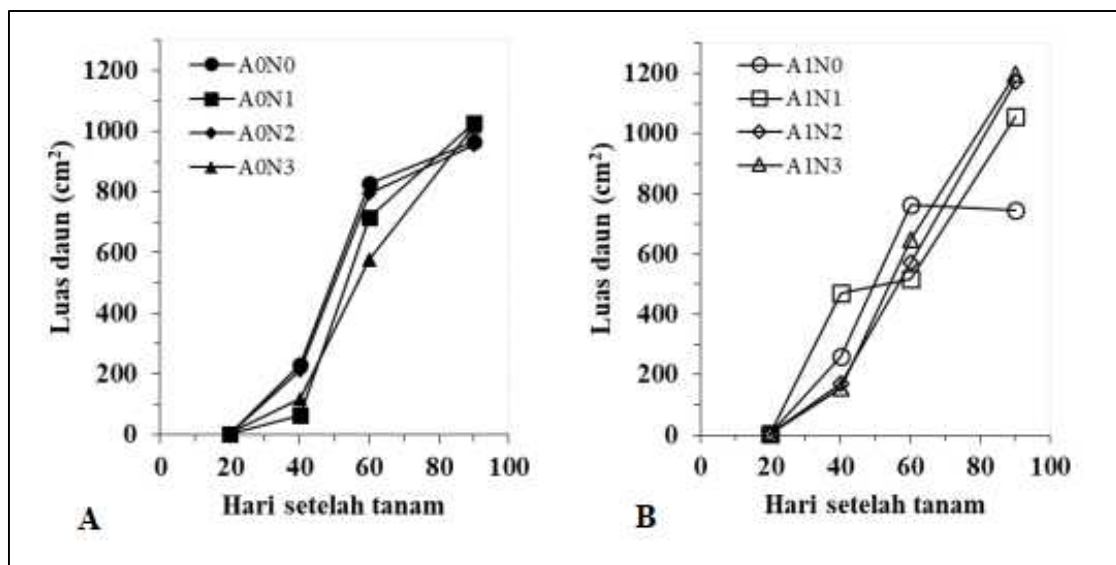 Luas daun (cm²)
1200
1000
800
600
400
200
0
A0N0
A0N1
A0N2
A0N3
0 20 40 60 80 100
Hari setelah tanam
A
Luas daun (cm²)
1200
1000
800
600
400
200
0
A1N0
A1N1
A1N2
A1N3
0 20 40 60 80 100
Hari setelah tanam
B